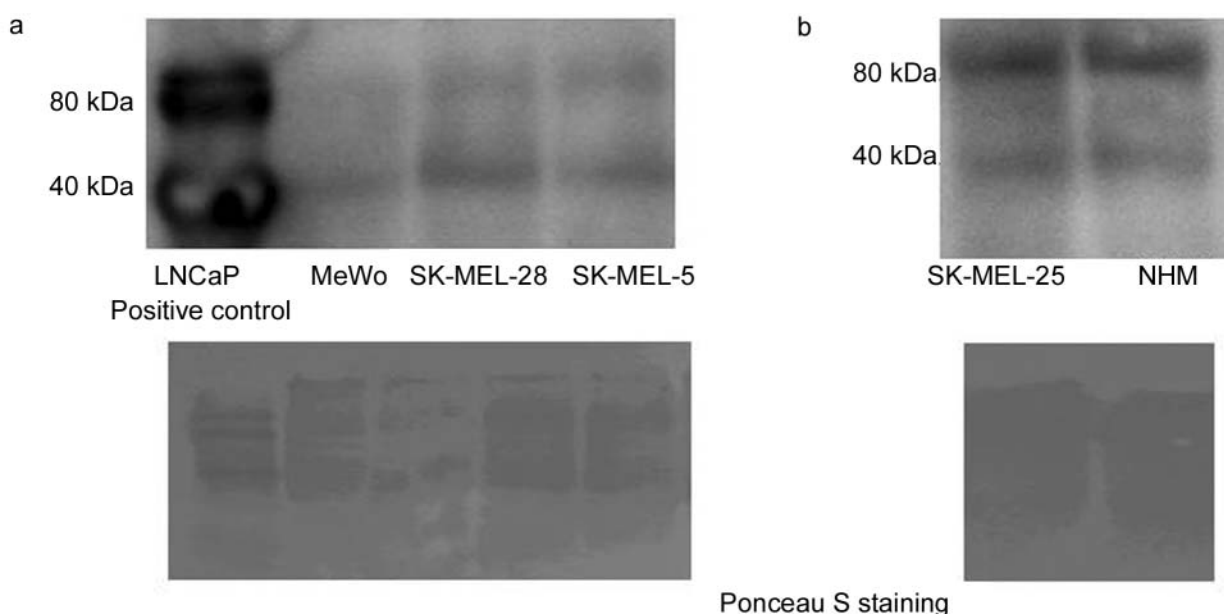 a
b
80 kDa
40 kDa
80 kDa
40 kDa
LNCaP MeWo SK-MEL-28 SK-MEL-5
Positive control
SK-MEL-25 NHM
Ponceau S staining